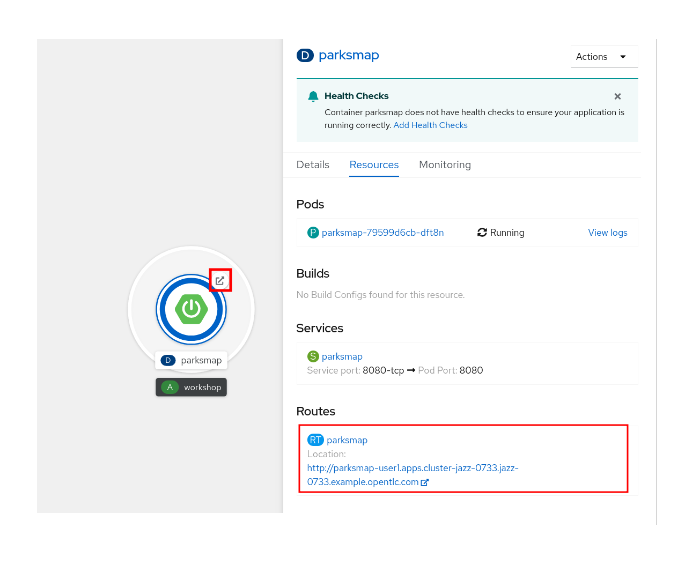 D parksmap
Actions
Health Checks
Container parksmap does not have health checks to ensure your application is
running correctly. Add Health Checks
Details Resources Monitoring
Pods
P parksmap-79599d6cb-dft8n Running View logs
Builds
No Build Configs found for this resource.
Services
S parksmap
Service port: 8080-tcp → Pod Port: 8080
Routes
RT parksmap
Location:
http://parksmap-user1.apps.cluster-jazz-0733.jazz-
0733.example.opentlc.com
D parksmap
A workshop